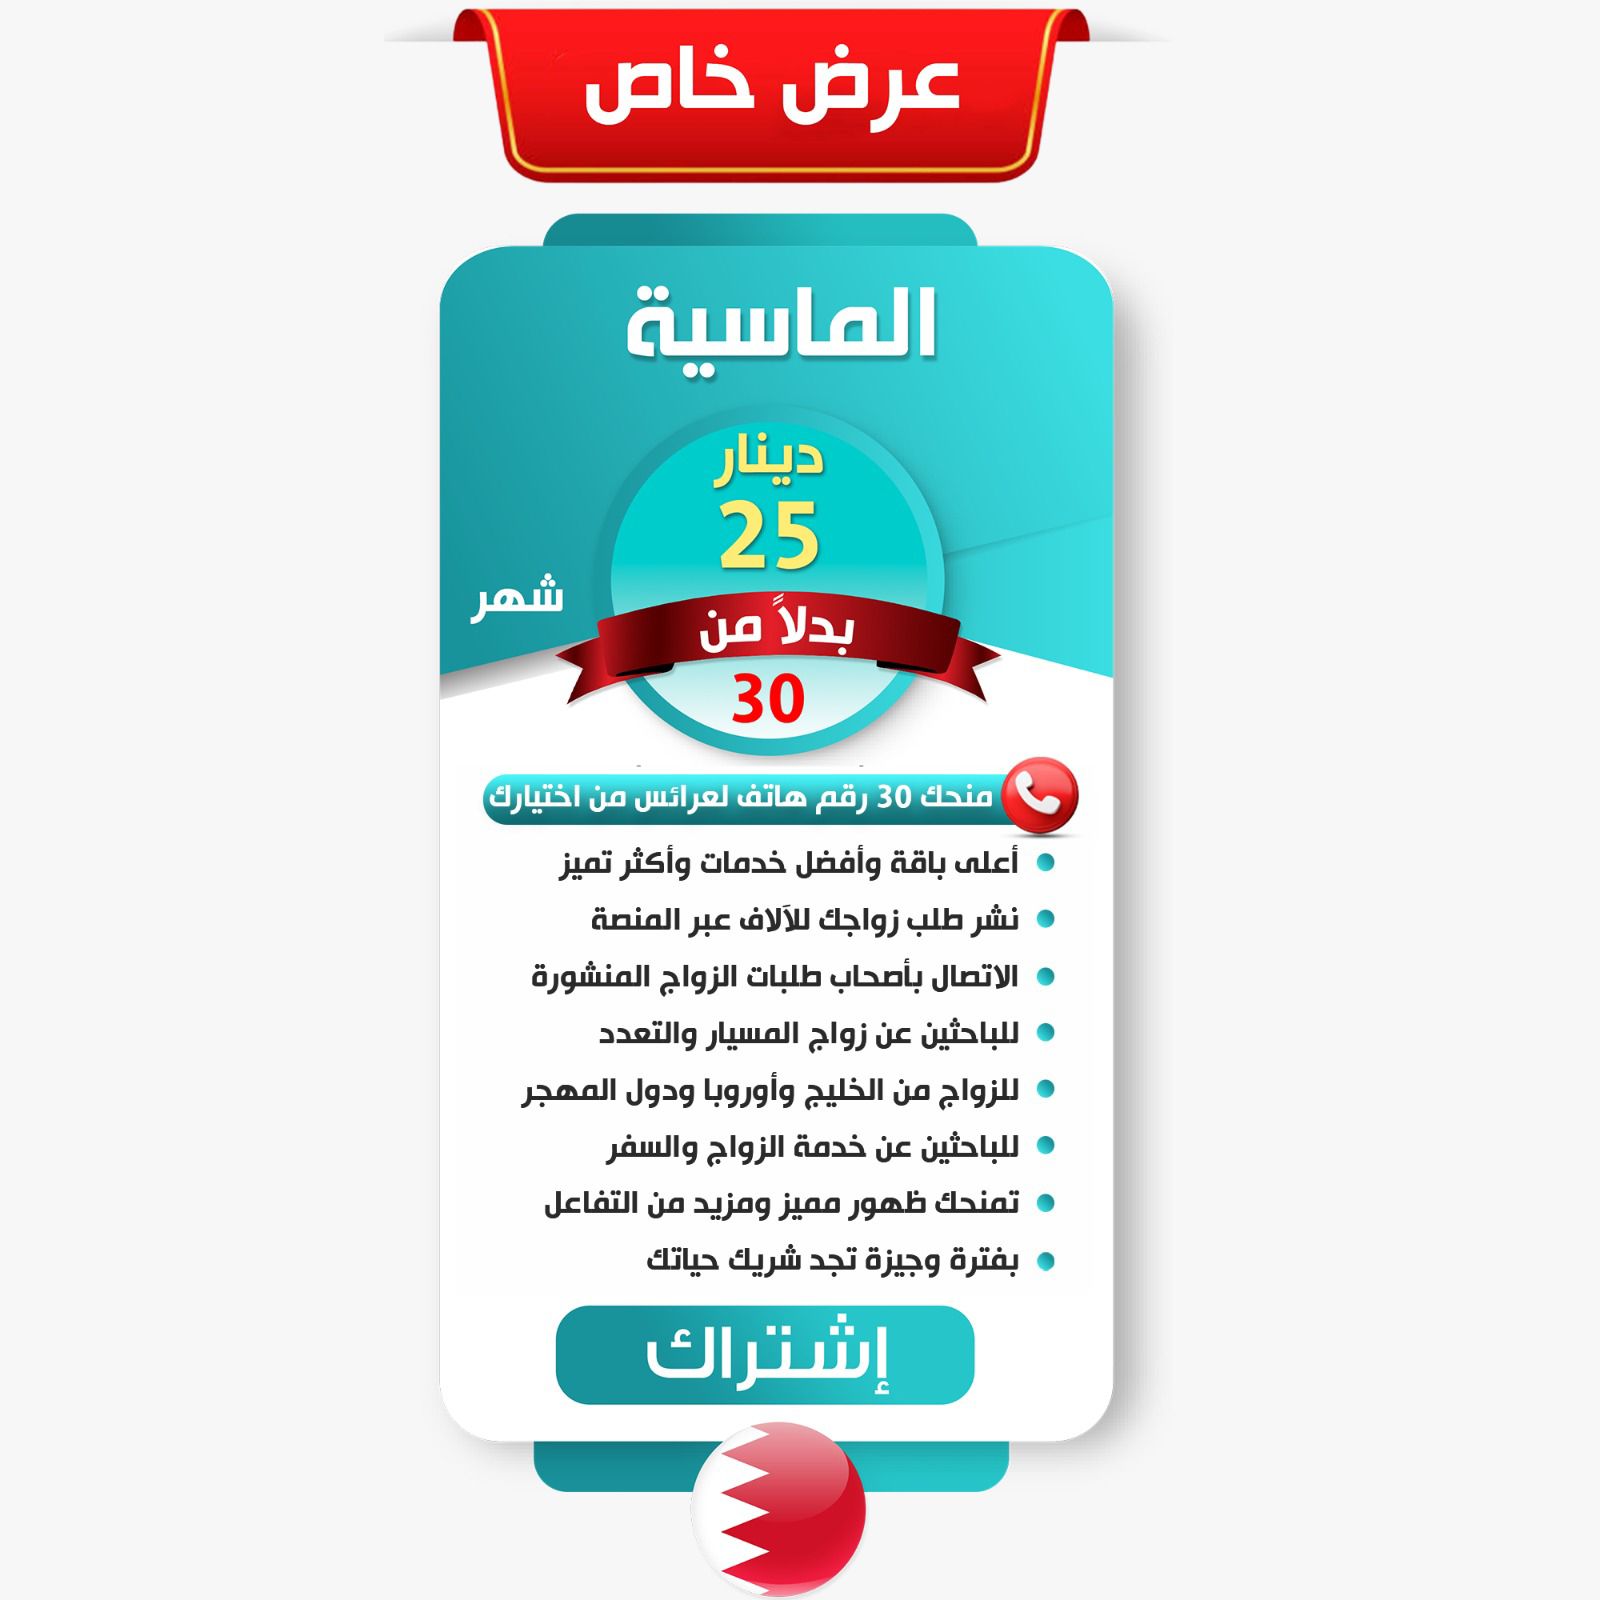 عرض خاص
الماسية
دينار
25
شهر
بدلاً من
30
منحك 30 رقم هاتف لعرائس من اختيارك
أعلى باقة وأفضل خدمات وأكثر تميز
نشر طلب زواجك للآلاف عبر المنصة
الاتصال بأصحاب طلبات الزواج المنشورة
للباحثين عن زواج المسيار والتعدد
للزواج من الخليج وأوروبا ودول المهجر
للباحثين عن خدمة الزواج والسفر
تمنحك ظهور مميز ومزيد من التفاعل
بفترة وجيزة تجد شريك حياتك
إشتراك